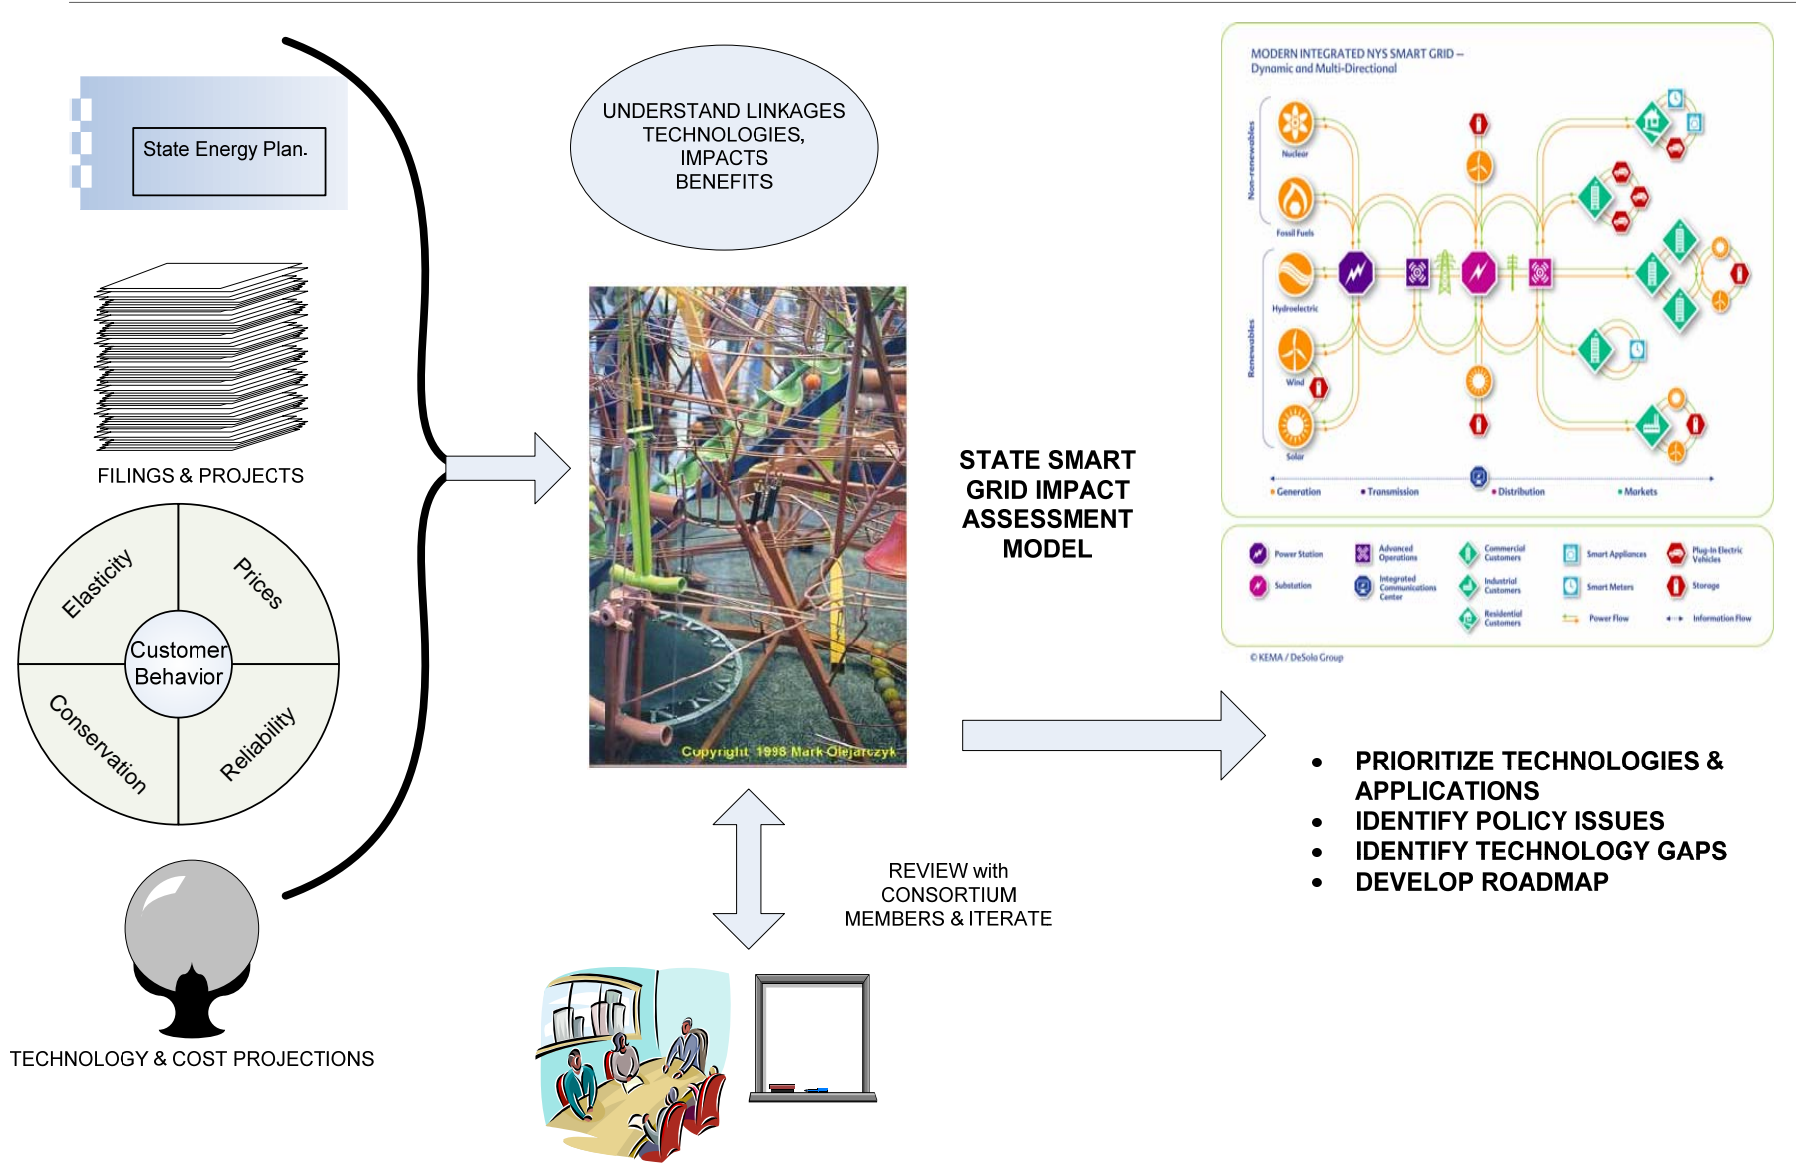 State Energy Plan.
FILINGS & PROJECTS
Elasticity
Prices
Customer
Behavior
Conservation
Reliability
TECHNOLOGY & COST PROJECTIONS
UNDERSTAND LINKAGES
TECHNOLOGIES,
IMPACTS
BENEFITS
Copyright 1998 Mark Olejarczyk
REVIEW with
CONSORTIUM
MEMBERS & ITERATE
STATE SMART
GRID IMPACT
ASSESSMENT
MODEL
MODERN INTEGRATED NYS SMART GRID –
Dynamic and Multi-Directional
Non-renewables
Nuclear
Fossil Fuels
Renewables
Hydroelectric
Wind
Solar
Generation
Transmission
Distribution
Markets
Power Station
Substation
Advanced
Operations
Integrated
Communications
Center
Commercial
Customers
Industrial
Customers
Residential
Customers
Smart Appliances
Smart Meters
Power Flow
Plug-In Electric
Vehicles
Storage
Information Flow
© KEMA / DeSola Group
• PRIORITIZE TECHNOLOGIES &
APPLICATIONS
• IDENTIFY POLICY ISSUES
• IDENTIFY TECHNOLOGY GAPS
• DEVELOP ROADMAP